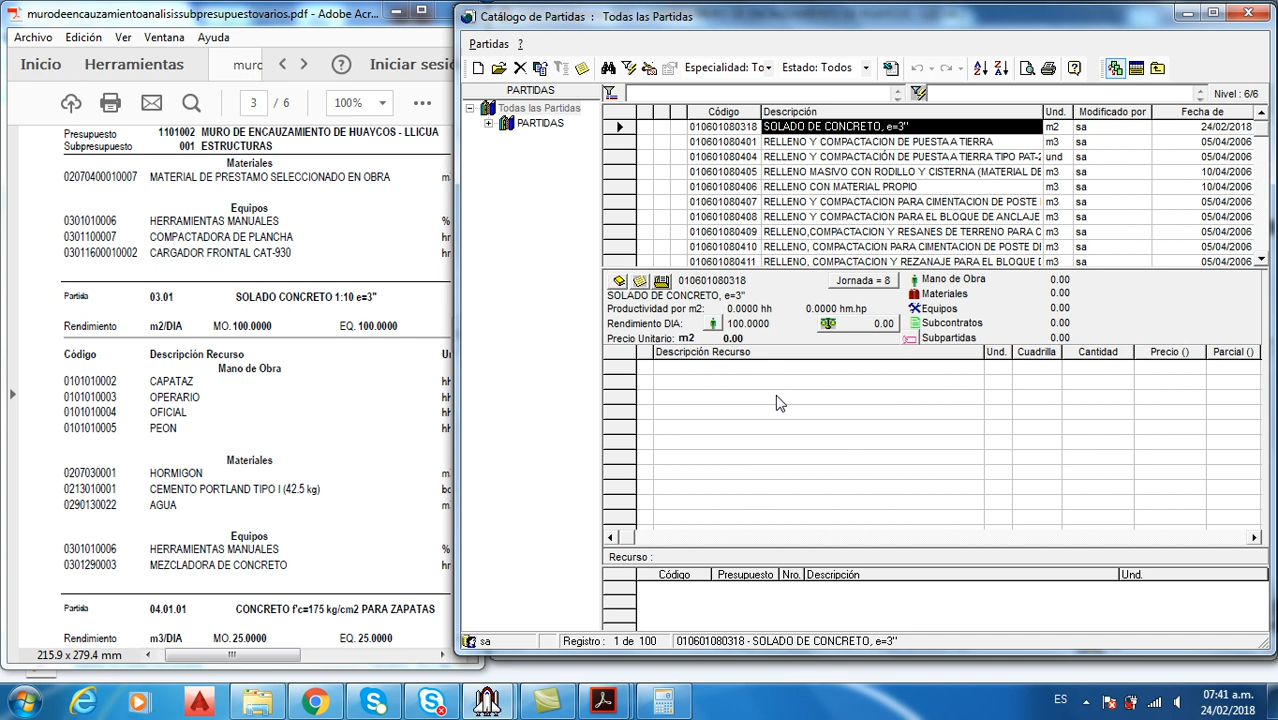 murodeencauzamientoanalisissubpresupuestovarios.pdf - Adobe Acr...
Archivo Edición Ver Ventana Ayuda
Inicio Herramientas muro Iniciar sesi
3 / 6 100%
Presupuesto 1101002 MURO DE ENCAUZAMIENTO DE HUAYCOS - LLICUA
Subpresupuesto 001 ESTRUCTURAS
Materiales
02070400010007 MATERIAL DE PRESTAMO SELECCIONADO EN OBRA
Equipos
0301010006 HERRAMIENTAS MANUALES %
0301100007 COMPACTADORA DE PLANCHA
03011600010002 CARGADOR FRONTAL CAT-930
Partida 03.01 SOLADO CONCRETO 1:10 e=3"
Rendimiento m2/DIA MO. 100.0000 EQ. 100.0000
Código Descripción Recurso
Mano de Obra
0101010002 CAPATAZ
0101010003 OPERARIO
0101010004 OFICIAL
0101010005 PEON
Materiales
0207030001 HORMIGON
0213010001 CEMENTO PORTLAND TIPO I (42.5 kg)
0290130022 AGUA
Equipos
0301010006 HERRAMIENTAS MANUALES %
0301290003 MEZCLADORA DE CONCRETO
Partida 04.01.01 CONCRETO f'c=175 kg/cm2 PARA ZAPATAS
Rendimiento m3/DIA MO. 25.0000 EQ. 25.0000
215.9 x 279.4 mm
Catálogo de Partidas : Todas las Partidas
Partidas ?
Especialidad: To Estado: Todos
PARTIDAS
Todas las Partidas
PARTIDAS
Nivel : 6/6
Código Descripción Und. Modificado por Fecha de
010601080318 SOLADO DE CONCRETO, e=3" m2 sa 24/02/2018
010601080401 RELLENO Y COMPACTACION DE PUESTA A TIERRA m3 sa 05/04/2006
010601080404 RELLENO Y COMPACTACIÓN DE PUESTA A TIERRA TIPO PAT-2 und sa 05/04/2006
010601080405 RELLENO MASIVO CON RODILLO Y CISTERNA (MATERIAL DE m3 sa 10/04/2006
010601080406 RELLENO CON MATERIAL PROPIO m3 sa 10/04/2006
010601080407 RELLENO Y COMPACTACION PARA CIMENTACION DE POSTE m3 sa 05/04/2006
010601080408 RELLENO Y COMPACTACION PARA EL BLOQUE DE ANCLAJE m3 sa 05/04/2006
010601080409 RELLENO,COMPACTACION Y RESANES DE TERRENO PARA C m3 sa 05/04/2006
010601080410 RELLENO, COMPACTACION PARA CIMENTACION DE POSTE DE m3 sa 05/04/2006
010601080411 RELLENO, COMPACTACION Y REZANAJE PARA EL BLOQUE D m3 sa 05/04/2006
010601080318 Jornada = 8 Mano de Obra 0.00
SOLADO DE CONCRETO, e=3" Materiales 0.00
Productividad por m2: 0.0000 hh 0.0000 hm.hp Equipos 0.00
Rendimiento DIA: 100.0000 0.00 Subcontratos 0.00
Precio Unitario: m2 0.00 Subpartidas 0.00
Descripción Recurso Und. Cuadrilla Cantidad Precio () Parcial ()
Recurso :
Código Presupuesto Nro. Descripción Und.
sa Registro : 1 de 100 010601080318 - SOLADO DE CONCRETO, e=3"
ES 07:41 a.m.
24/02/2018